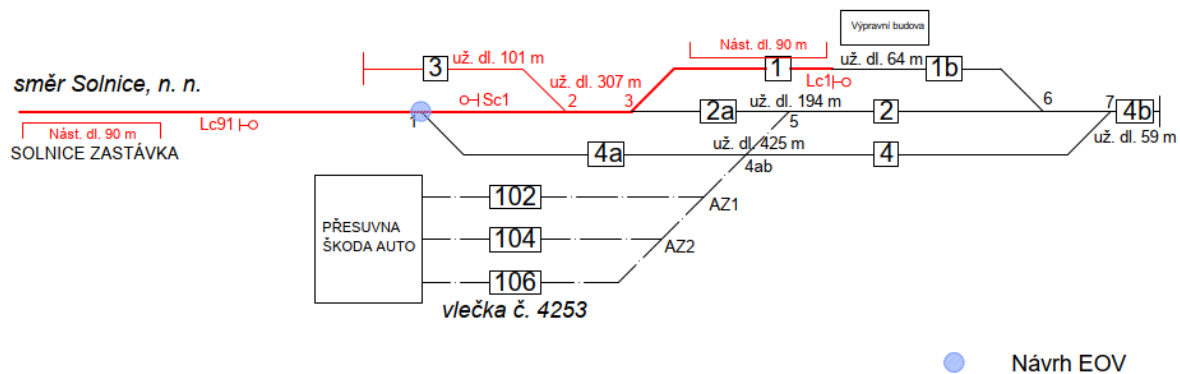 Výpravní budova
Nást. dl. 90 m
3
už. dl. 101 m
1
už. dl. 64 m
1b
směr Solnice, n. n.
už. dl. 307 m
Lc1
Sc1
2
3
2a
už. dl. 194 m
2
6
7
4b
Lc91
1
5
Nást. dl. 90 m
už. dl. 59 m
SOLNICE ZASTÁVKA
4a
už. dl. 425 m
4
4ab
PŘESUVNA
ŠKODA AUTO
102
AZ1
104
AZ2
106
vlečka č. 4253
Návrh EOV